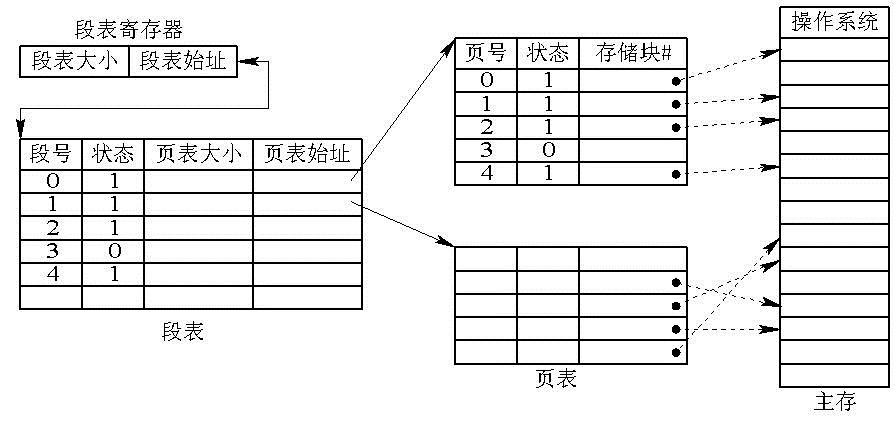 段表寄存器
段表大小 段表始址
段号 状态 页表大小 页表始址
0 1
1 1
2 1
3 0
4 1
段表
页号 状态 存储块#
0 1
1 1
2 1
3 0
4 1
页表
操作系统
主存